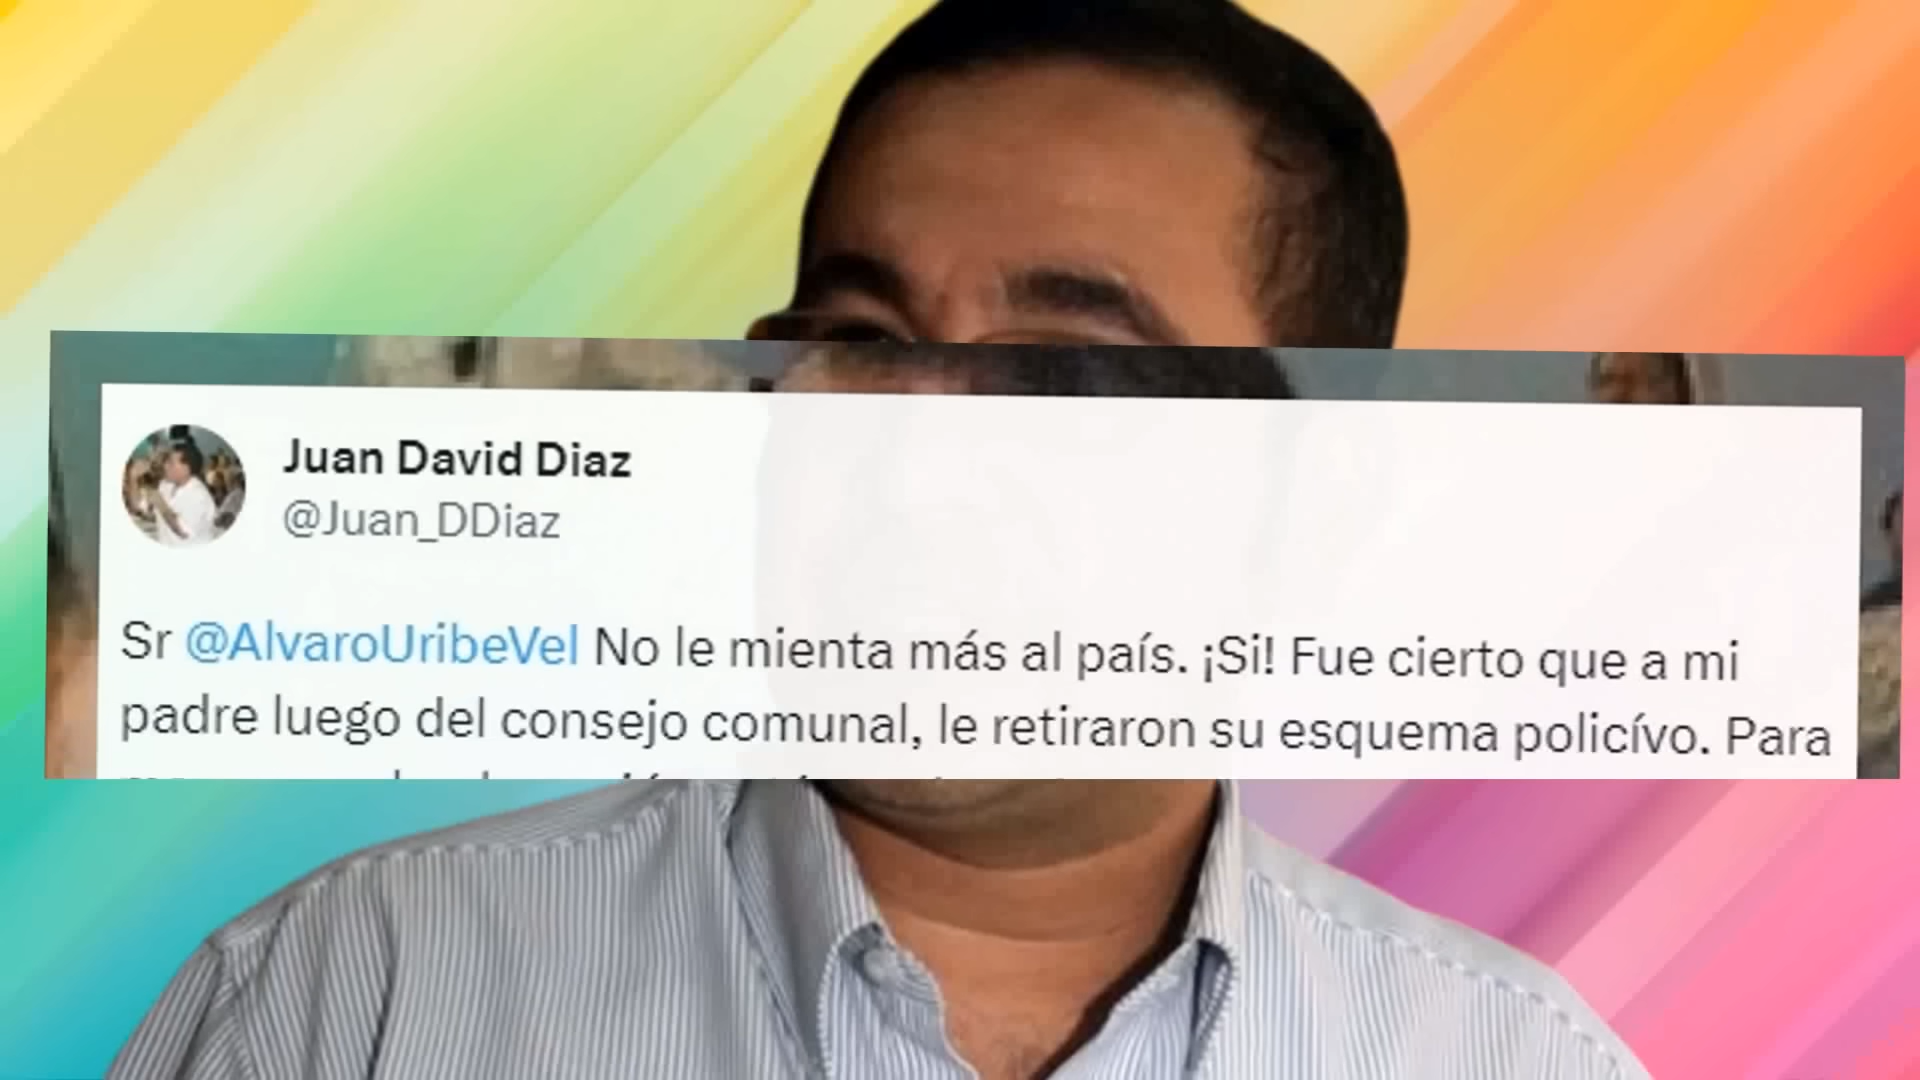 Juan David Diaz
@Juan_DDiaz
Sr @AlvaroUribeVel No le mienta más al país. ¡Si! Fue cierto que a mi
padre luego del consejo comunal, le retiraron su esquema policívo. Para